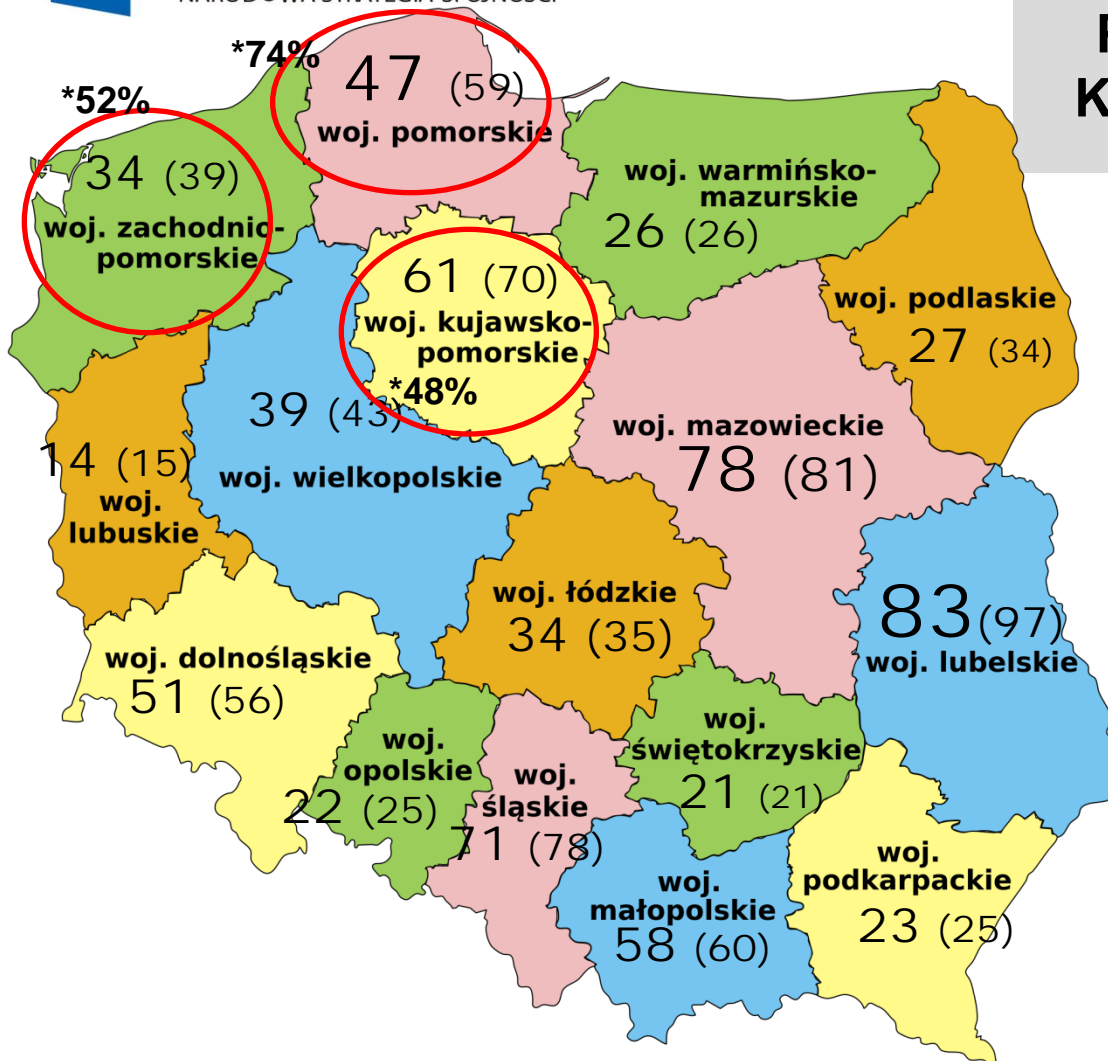 *74%
47 (59)
woj. pomorskie
*52%
34 (39)
woj. zachodnio-
pomorskie
woj. warmińsko-
mazurskie
26 (26)
61 (70)
woj. kujawsko-
pomorskie
*48%
woj. podlaskie
27 (34)
39 (43)
woj. wielkopolskie
woj. mazowieckie
78 (81)
14 (15)
woj.
lubuskie
woj. łódzkie
34 (35)
83 (97)
woj. lubelskie
woj. dolnośląskie
51 (56)
woj.
opolskie
22 (25)
woj.
śląskie
71 (78)
woj.
świętokrzyskie
21 (21)
woj.
małopolskie
58 (60)
woj.
podkarpackie
23 (25)